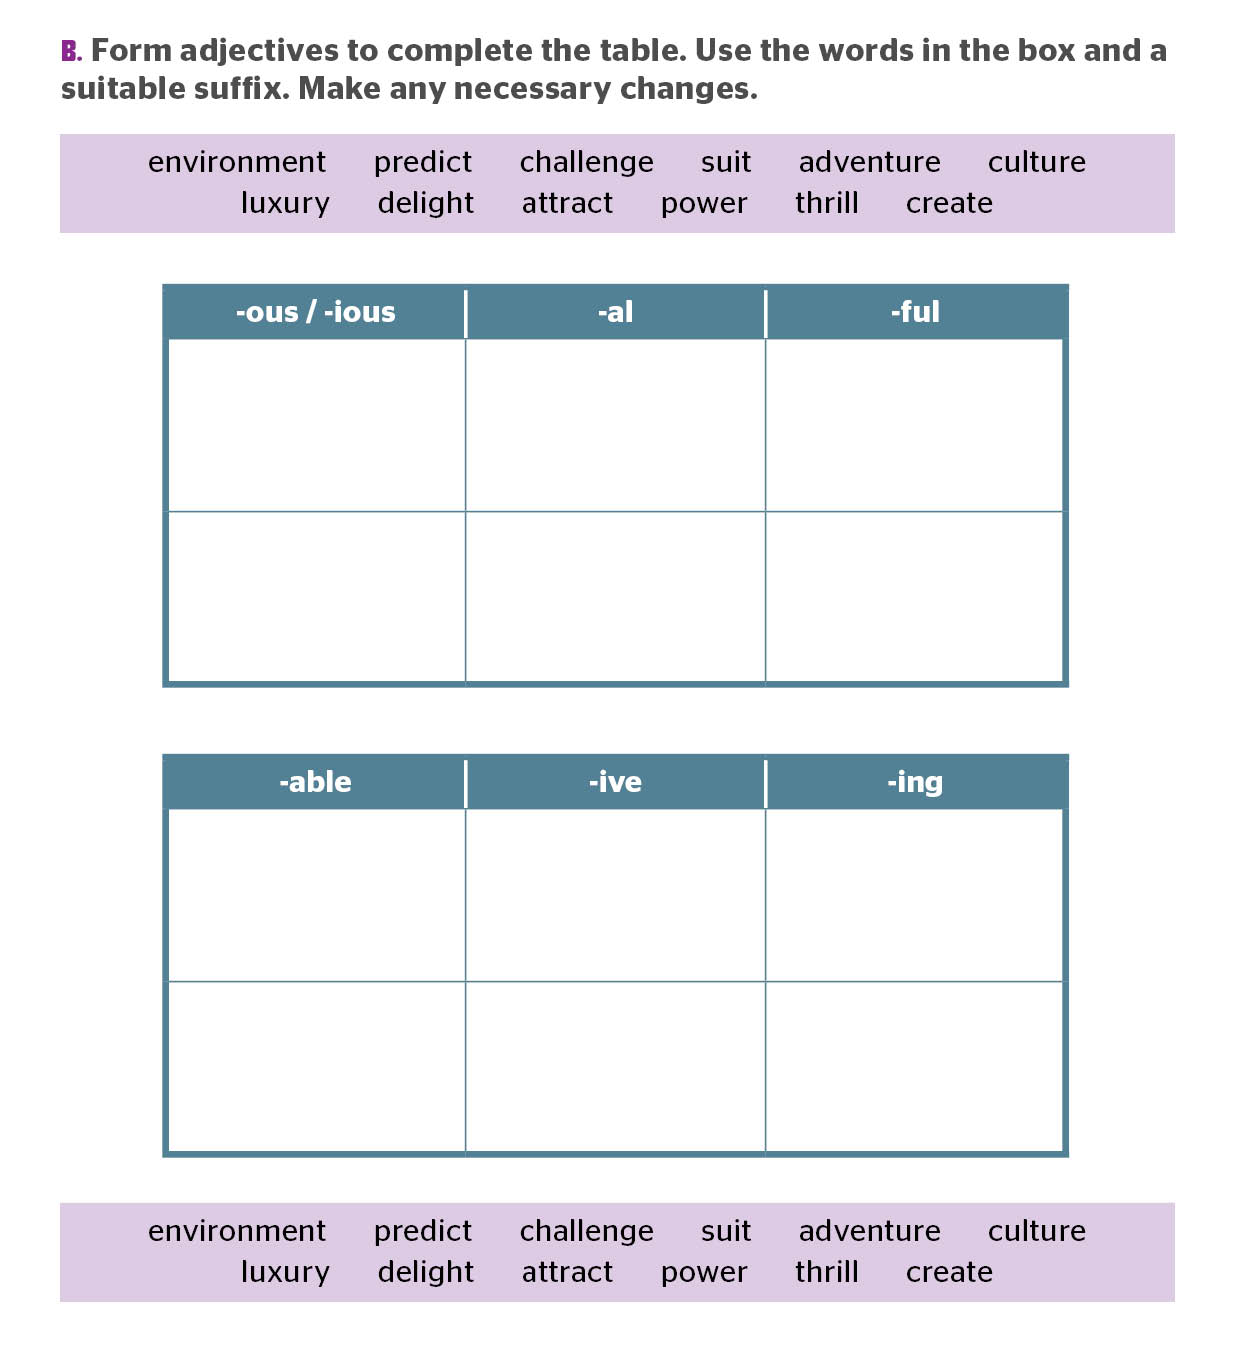 B. Form adjectives to complete the table. Use the words in the box and a
suitable suffix. Make any necessary changes.
environment predict challenge suit adventure culture
luxury delight attract power thrill create
-ous / -ious -al -ful
-able -ive -ing
environment predict challenge suit adventure culture
luxury delight attract power thrill create